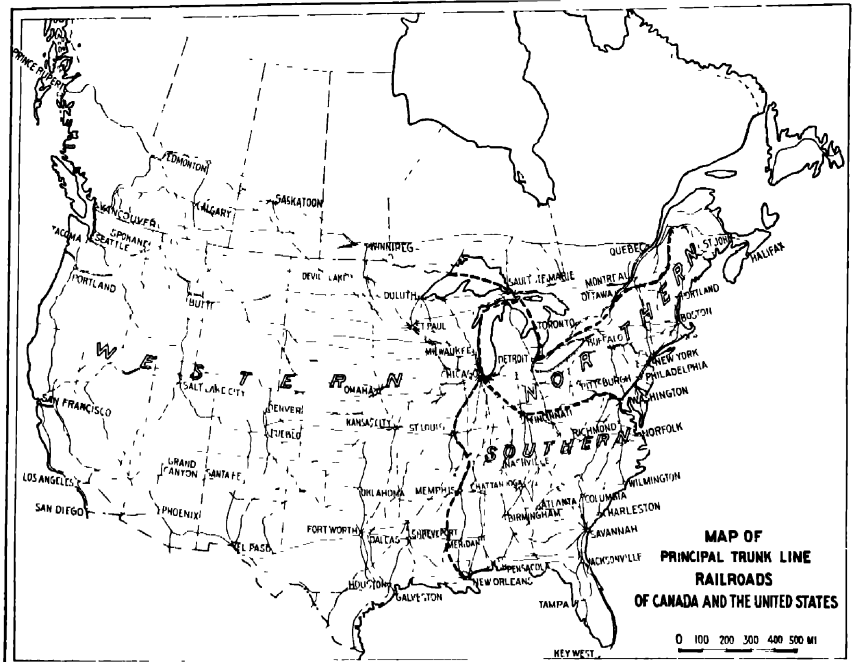 PRINCE RUPERT
EDMONTON
CALGARY
SASKATOON
VANCOUVER
SPOKANE
TACOMA
SEATTLE
WINNIPEG
QUEBEC
ST JOHN
HALIFAX
PORTLAND
BUTTE
DEVIL LAKE
DULUTH
SAULT STE MARIE
MONTREAL
OTTAWA
PORTLAND
BOSTON
ST PAUL
TORONTO
BUFFALO
MILWAUKEE
DETROIT
CHICAGO
NEW YORK
PHILADELPHIA
PITTSBURGH
WASHINGTON
WESTERN
NORTHERN
SOUTHERN
SALT LAKE CITY
OMAHA
SAN FRANCISCO
DENVER
PUEBLO
KANSAS CITY
ST LOUIS
CINCINNATI
RICHMOND
NORFOLK
NASHVILLE
GRAND
CANYON
SANTA FE
LOS ANGELES
SAN DIEGO
PHOENIX
EL PASO
OKLAHOMA
MEMPHIS
CHATTANOOGA
ATLANTA
COLUMBIA
WILMINGTON
CHARLESTON
BIRMINGHAM
SAVANNAH
FORT WORTH
DALLAS
SHREVEPORT
MERIDAN
JACKSONVILLE
PENSACOLA
NEW ORLEANS
HOUSTON
GALVESTON
TAMPA
KEY WEST
MAP OF
PRINCIPAL TRUNK LINE
RAILROADS
OF CANADA AND THE UNITED STATES
0 100 200 300 400 500 MI